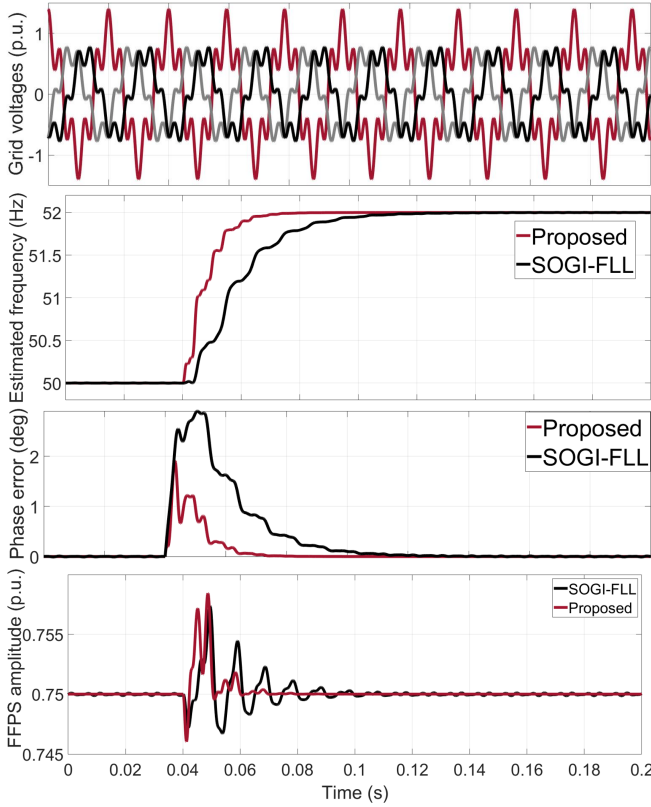 Grid voltages (p.u.)
1
0
-1
Estimated frequency (Hz)
52
51.5
51
50.5
50
Proposed
SOGI-FLL
Phase error (deg)
2
1
0
Proposed
SOGI-FLL
FFPS amplitude (p.u.)
0.755
0.75
0.745
SOGI-FLL
Proposed
0 0.02 0.04 0.06 0.08 0.1 0.12 0.14 0.16 0.18 0.2
Time (s)